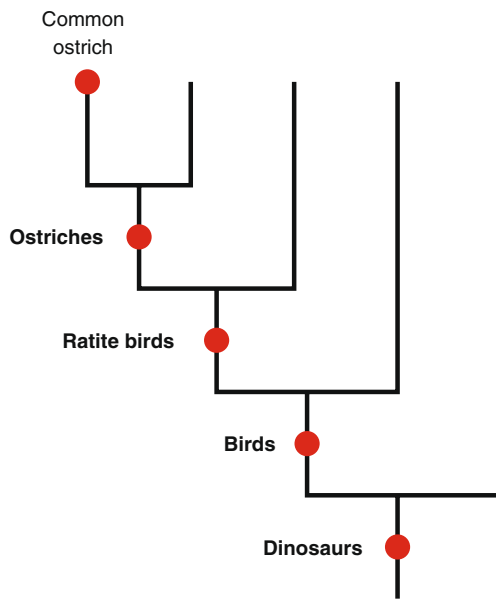 Common
ostrich
Ostriches
Ratite birds
Birds
Dinosaurs